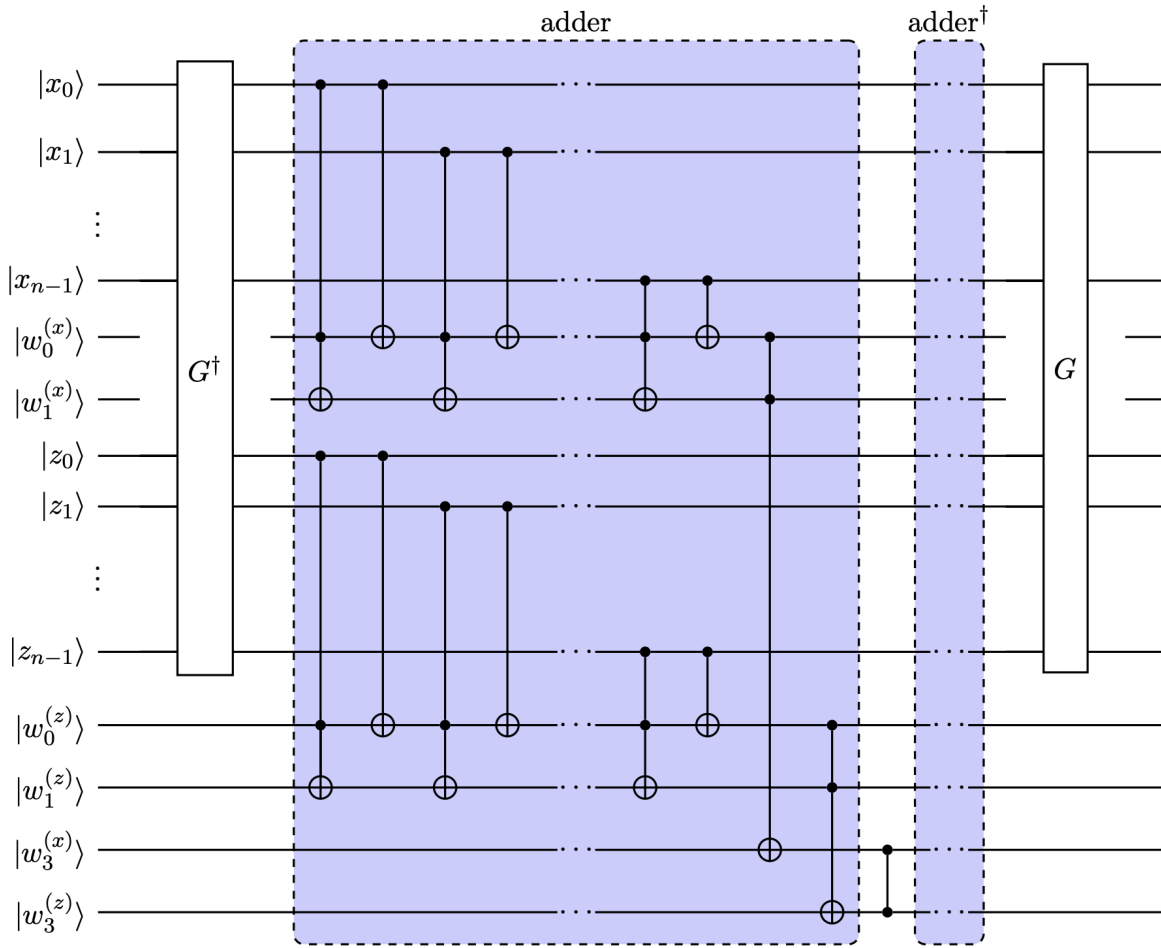 adder
adder†
|x₀⟩
|x₁⟩
⋮
|xₙ₋₁⟩
|w₀⁽ˣ⁾⟩
|w₁⁽ˣ⁾⟩
G†
G
|z₀⟩
|z₁⟩
⋮
|zₙ₋₁⟩
|w₀⁽ᶻ⁾⟩
|w₁⁽ᶻ⁾⟩
|w₃⁽ˣ⁾⟩
|w₃⁽ᶻ⁾⟩